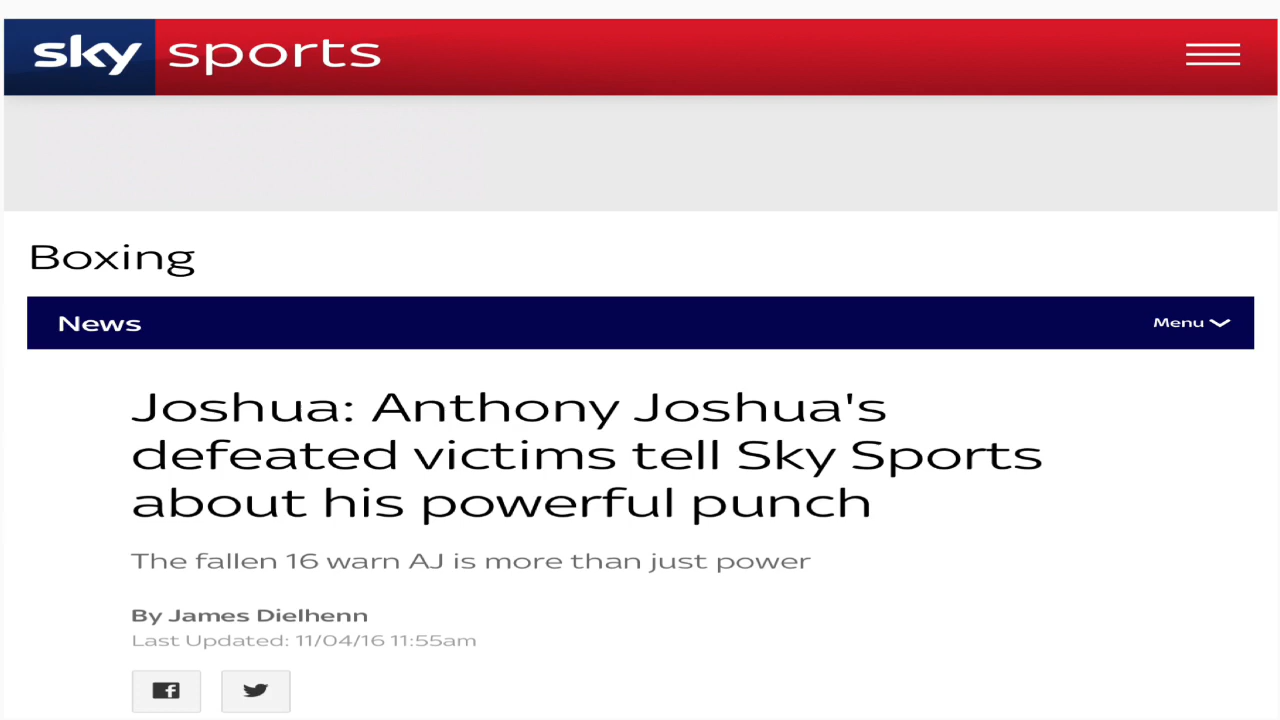 sky sports
Boxing
News
Menu
Joshua: Anthony Joshua's
defeated victims tell Sky Sports
about his powerful punch
The fallen 16 warn AJ is more than just power
By James Dielhenn
Last Updated: 11/04/16 11:55am